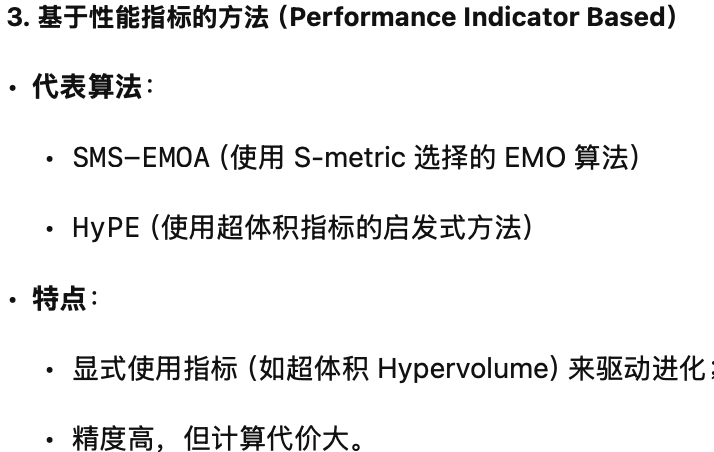 3. 基于性能指标的方法（Performance Indicator Based）
• 代表算法：
• SMS-EMOA（使用 S-metric 选择的 EMO 算法）
• HyPE（使用超体积指标的启发式方法）
• 特点：
• 显式使用指标（如超体积 Hypervolume）来驱动进化；
• 精度高，但计算代价大。